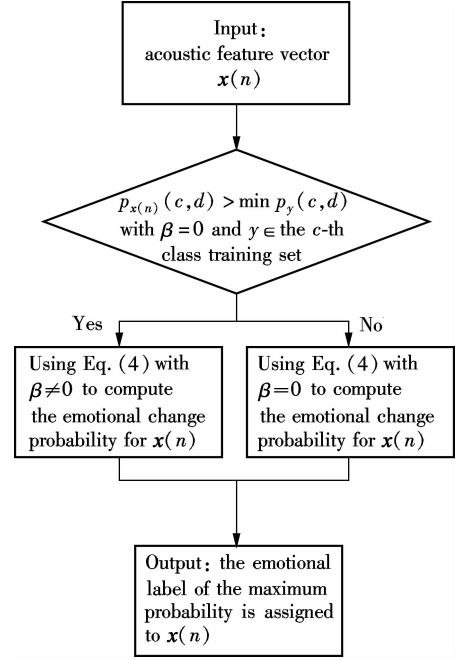 Input:
acoustic feature vector
x(n)
p_{x(n)}(c,d)>min p_y(c,d)
with β=0 and y∈the c-th
class training set
Yes
No
Using Eq. (4) with
β≠0 to compute
the emotional change
probability for x(n)
Using Eq. (4) with
β=0 to compute
the emotional change
probability for x(n)
Output: the emotional
label of the maximum
probability is assigned
to x(n)